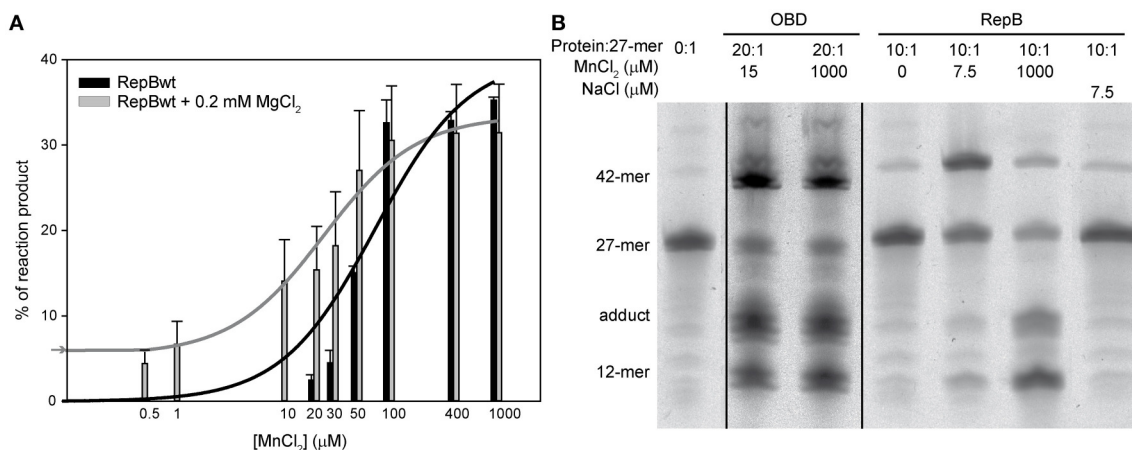 A
40
30
20
10
0
% of reaction product
RepBwt
RepBwt + 0.2 mM MgCl₂
0.5 1 10 20 30 50 100 400 1000
[MnCl₂] (μM)
B
OBD RepB
Protein:27-mer 0:1 20:1 20:1 10:1 10:1 10:1 10:1
MnCl₂ (μM) 15 1000 0 7.5 1000
NaCl (μM) 7.5
42-mer
27-mer
adduct
12-mer